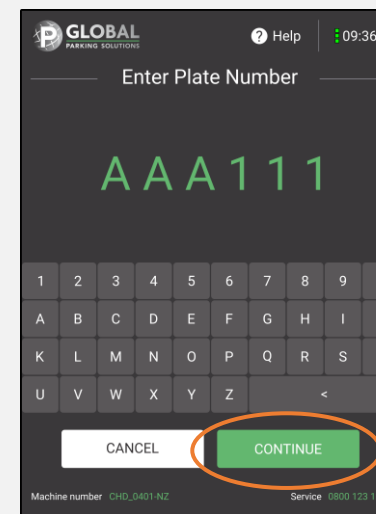 P GLOBAL
PARKING SOLUTIONS
? Help
09:36
Enter Plate Number
AAA111
1 2 3 4 5 6 7 8 9
A B C D E F G H I
K L M N O P Q R S
U V W X Y Z <
CANCEL CONTINUE
Machine number CHD_0401-NZ Service 0800 123 1